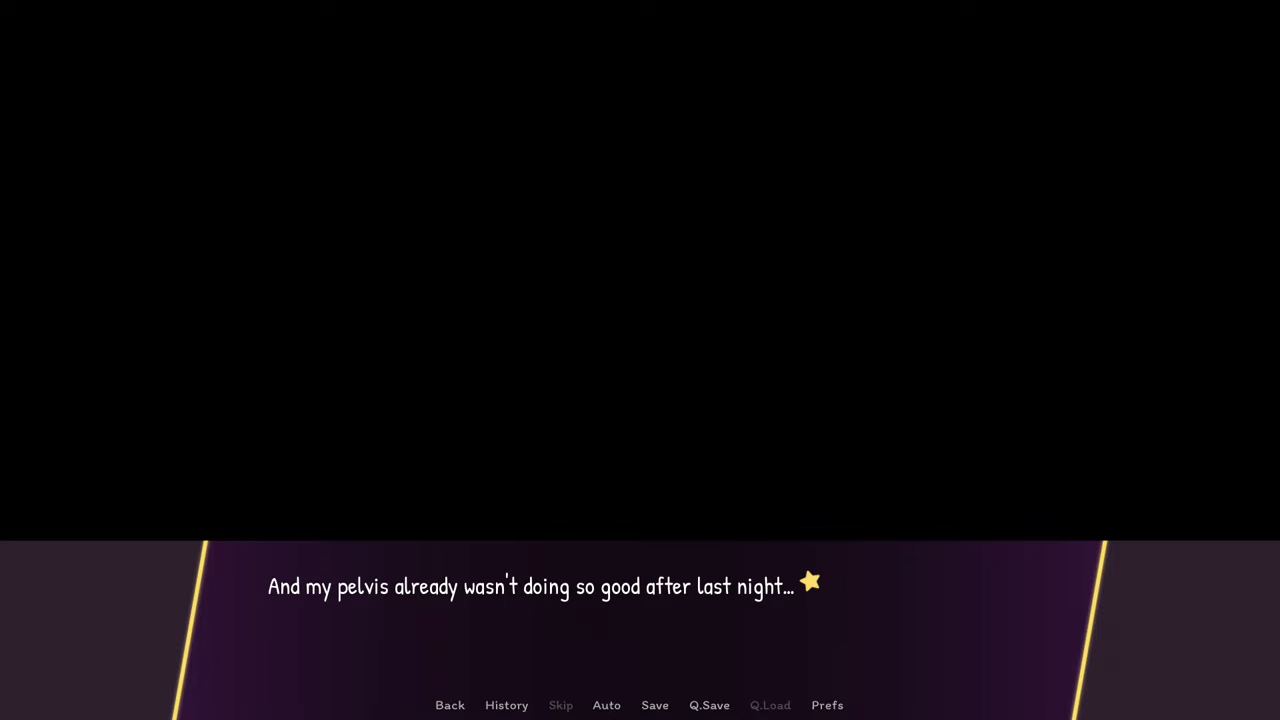 And my pelvis already wasn't doing so good after last night...
Back History Skip Auto Save Q.Save Q.Load Prefs